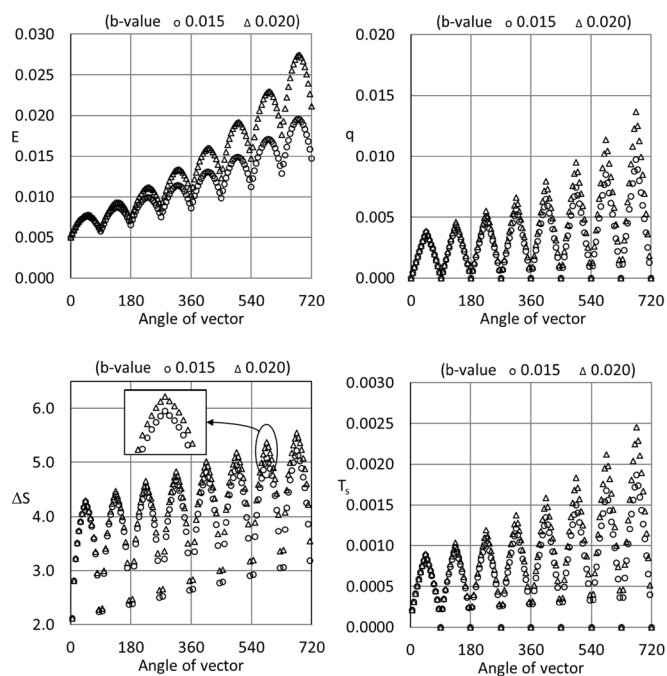 (b-value ○ 0.015 △ 0.020)
0.030
0.025
0.020
E
0.015
0.010
0.005
0.000
0 180 360 540 720
Angle of vector
(b-value ○ 0.015 △ 0.020)
0.020
0.015
q
0.010
0.005
0.000
0 180 360 540 720
Angle of vector
(b-value ○ 0.015 △ 0.020)
6.0
5.0
ΔS
4.0
3.0
2.0
0 180 360 540 720
Angle of vector
(b-value ○ 0.015 △ 0.020)
0.0030
0.0025
0.0020
Ts
0.0015
0.0010
0.0005
0.0000
0 180 360 540 720
Angle of vector